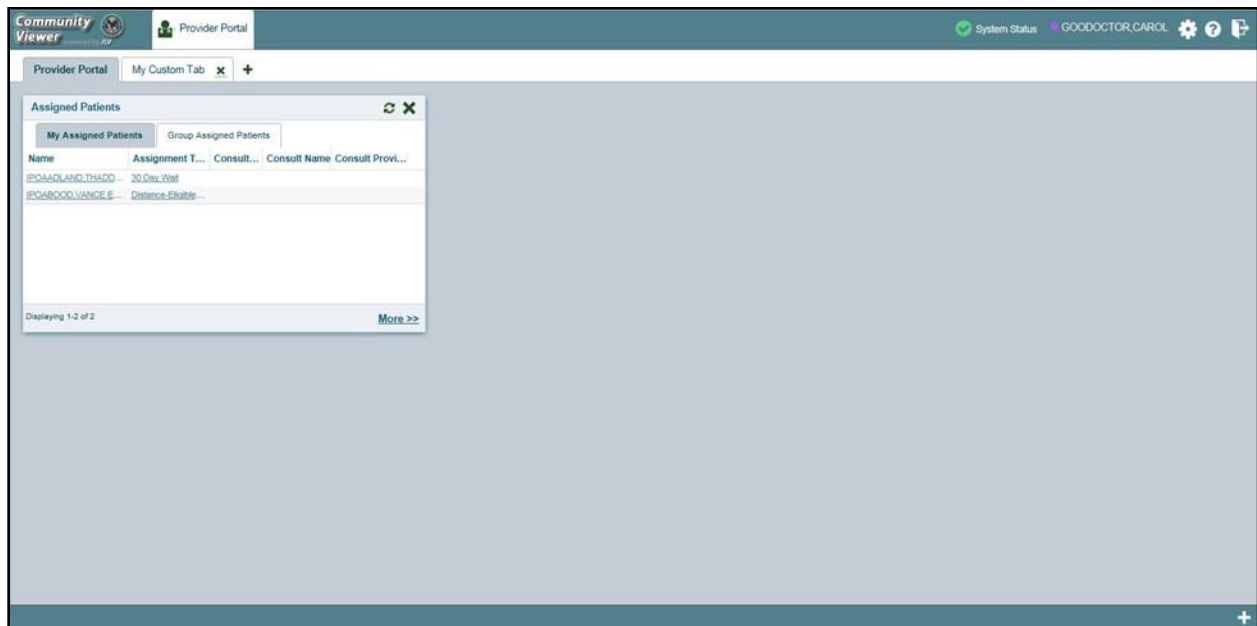 Community
Viewer
Provider Portal
System Status
GOODOCTOR,CAROL
Provider Portal
My Custom Tab
Assigned Patients
My Assigned Patients
Group Assigned Patients
Name Assignment T... Consult... Consult Name Consult Provi...
IPOAADLAND,THADD... 30 Day Wait
IPOABOOD,VANCE E... Distance-Eligible...
Displaying 1-2 of 2
More >>